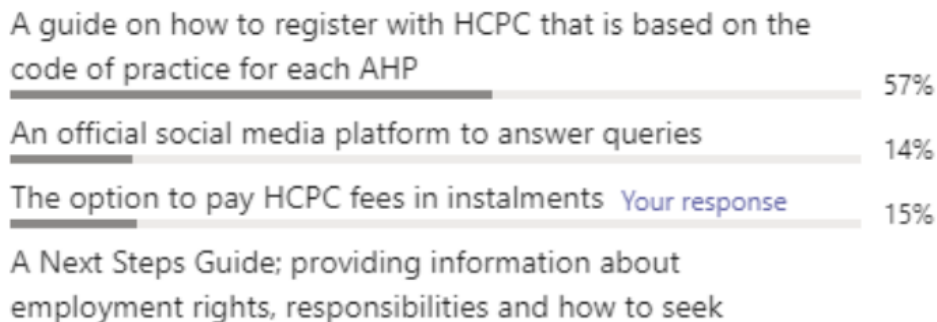 A guide on how to register with HCPC that is based on the
code of practice for each AHP
57%
An official social media platform to answer queries
14%
The option to pay HCPC fees in instalments Your response
15%
A Next Steps Guide; providing information about
employment rights, responsibilities and how to seek